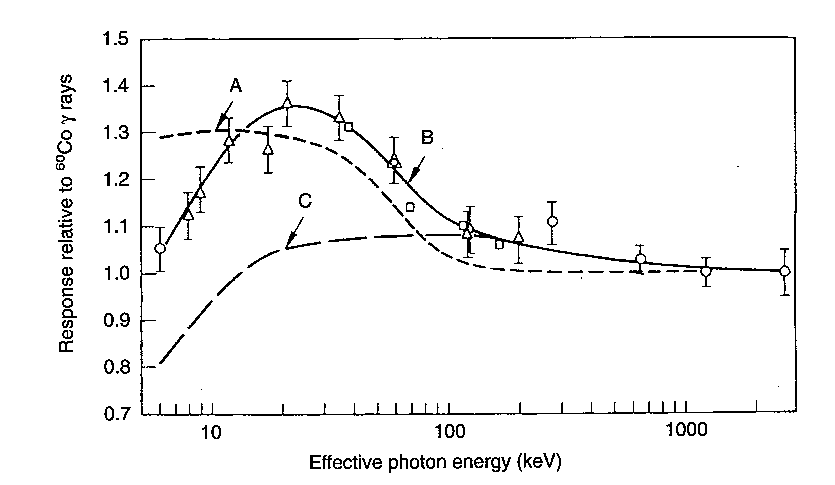 Response relative to ⁶⁰Co γ rays
1.5
1.4
1.3
1.2
1.1
1.0
0.9
0.8
0.7
A
B
C
10
100
1000
Effective photon energy (keV)